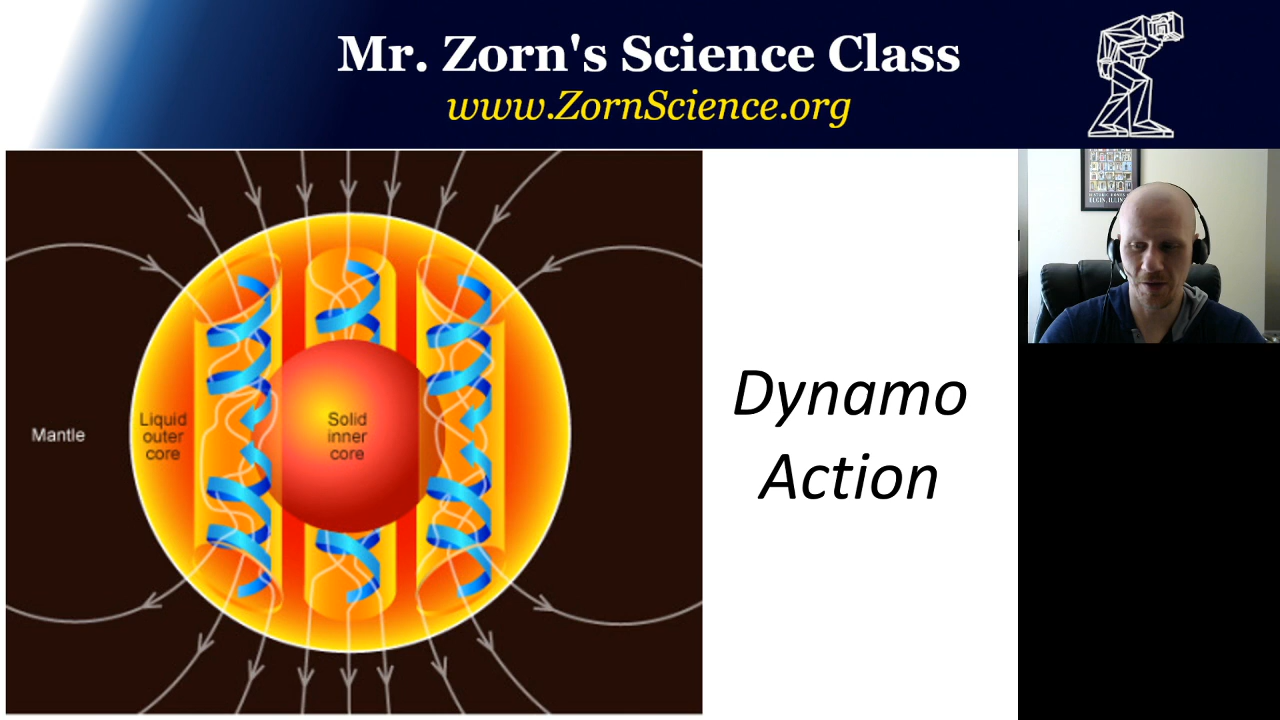 Mr. Zorn's Science Class
www.ZornScience.org
Mantle
Liquid
outer
core
Solid
inner
core
Dynamo
Action